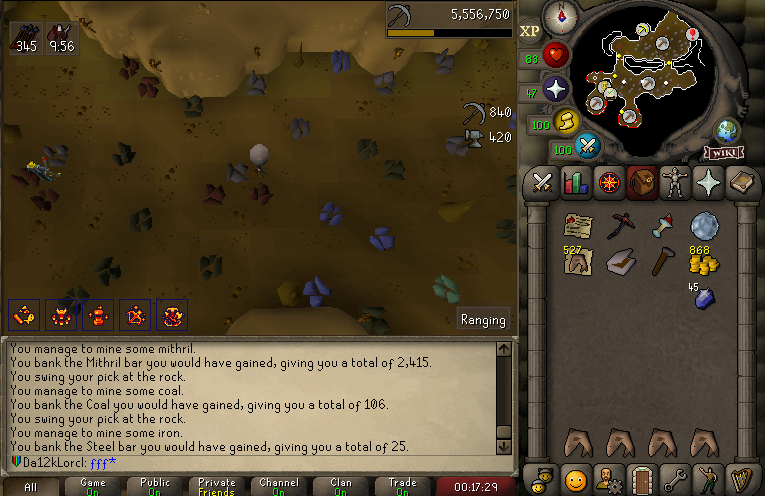 345 9:56
5,556,750
XP
83
47
100
100
WIKI
840
420
527
868
45
Ranging
You manage to mine some mithril.
You bank the Mithril bar you would have gained, giving you a total of 2,415.
You swing your pick at the rock.
You manage to mine some coal.
You bank the Coal you would have gained, giving you a total of 106.
You swing your pick at the rock.
You manage to mine some iron.
You bank the Steel bar you would have gained, giving you a total of 25.
Da12kLorcl: fff*
All
Game On
Public On
Private Friends
Channel On
Clan On
Trade On
00:17:29